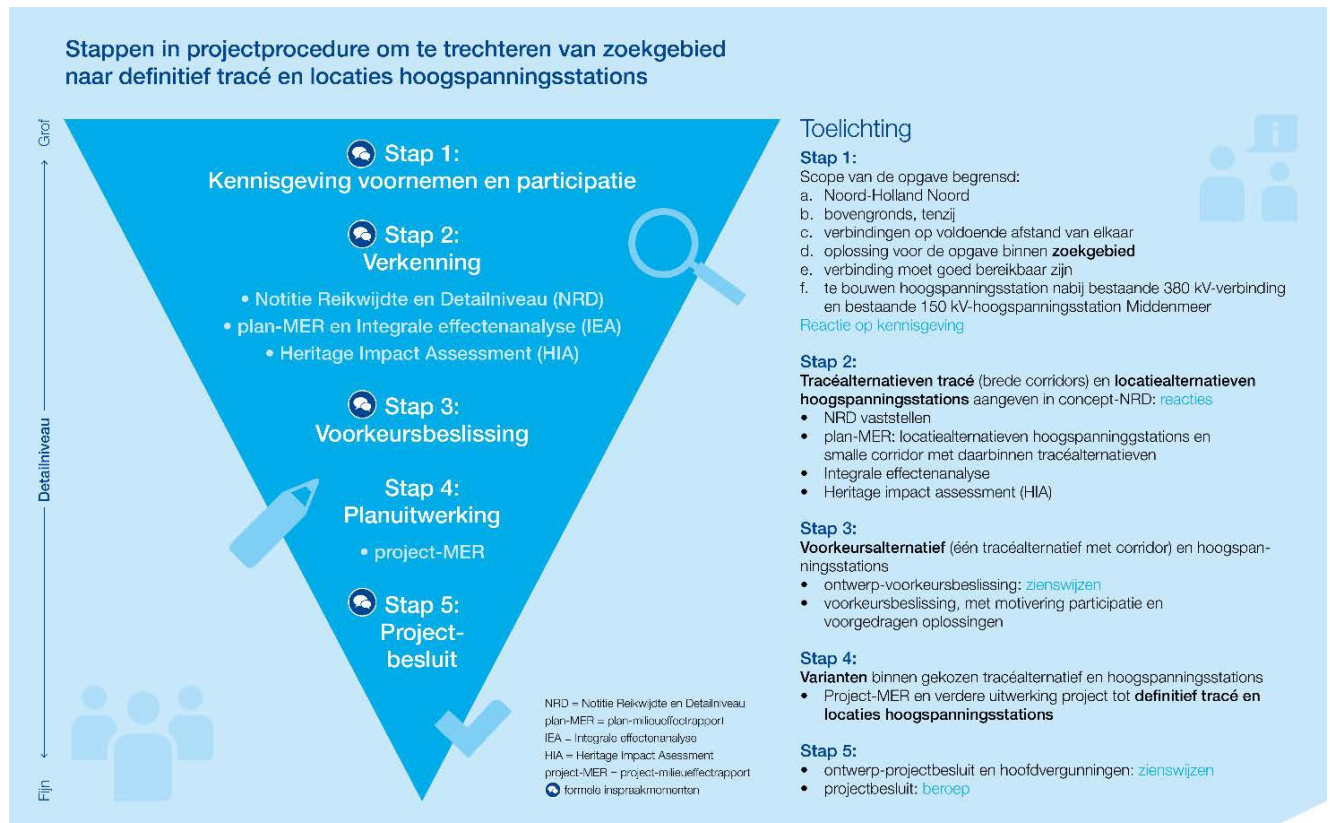 Stappen in projectprocedure om te trechteren van zoekgebied
naar definitief tracé en locaties hoogspanningsstations
Grof
Detailniveau
Fijn
Stap 1:
Kennisgeving voornemen en participatie
Stap 2:
Verkenning
• Notitie Reikwijdte en Detailniveau (NRD)
• plan-MER en Integrale effectenanalyse (IEA)
• Heritage Impact Assessment (HIA)
Stap 3:
Voorkeursbeslissing
Stap 4:
Planuitwerking
• project-MER
Stap 5:
Project-
besluit
NRD = Notitie Reikwijdte en Detailniveau
plan-MER = plan-milieueffectrapport
IEA = Integrale effectenanalyse
HIA = Heritage Impact Asessment
project-MER = project-milieueffectrapport
formele inspraakmomenten
Toelichting
Stap 1:
Scope van de opgave begrensd:
a. Noord-Holland Noord
b. bovengronds, tenzij
c. verbindingen op voldoende afstand van elkaar
d. oplossing voor de opgave binnen zoekgebied
e. verbinding moet goed bereikbaar zijn
f. te bouwen hoogspanningsstation nabij bestaande 380 kV-verbinding
en bestaande 150 kV-hoogspanningsstation Middenmeer
Reactie op kennisgeving
Stap 2:
Tracéalternatieven tracé (brede corridors) en locatiealternatieven
hoogspanningsstations aangeven in concept-NRD: reacties
• NRD vaststellen
• plan-MER: locatiealternatieven hoogspanninggstations en
smalle corridor met daarbinnen tracéalternatieven
• Integrale effectenanalyse
• Heritage impact assessment (HIA)
Stap 3:
Voorkeursalternatief (één tracéalternatief met corridor) en hoogspan-
ningsstations
• ontwerp-voorkeursbeslissing: zienswijzen
• voorkeursbeslissing, met motivering participatie en
voorgedragen oplossingen
Stap 4:
Varianten binnen gekozen tracéalternatief en hoogspanningsstations
• Project-MER en verdere uitwerking project tot definitief tracé en
locaties hoogspanningsstations
Stap 5:
• ontwerp-projectbesluit en hoofdvergunningen: zienswijzen
• projectbesluit: beroep